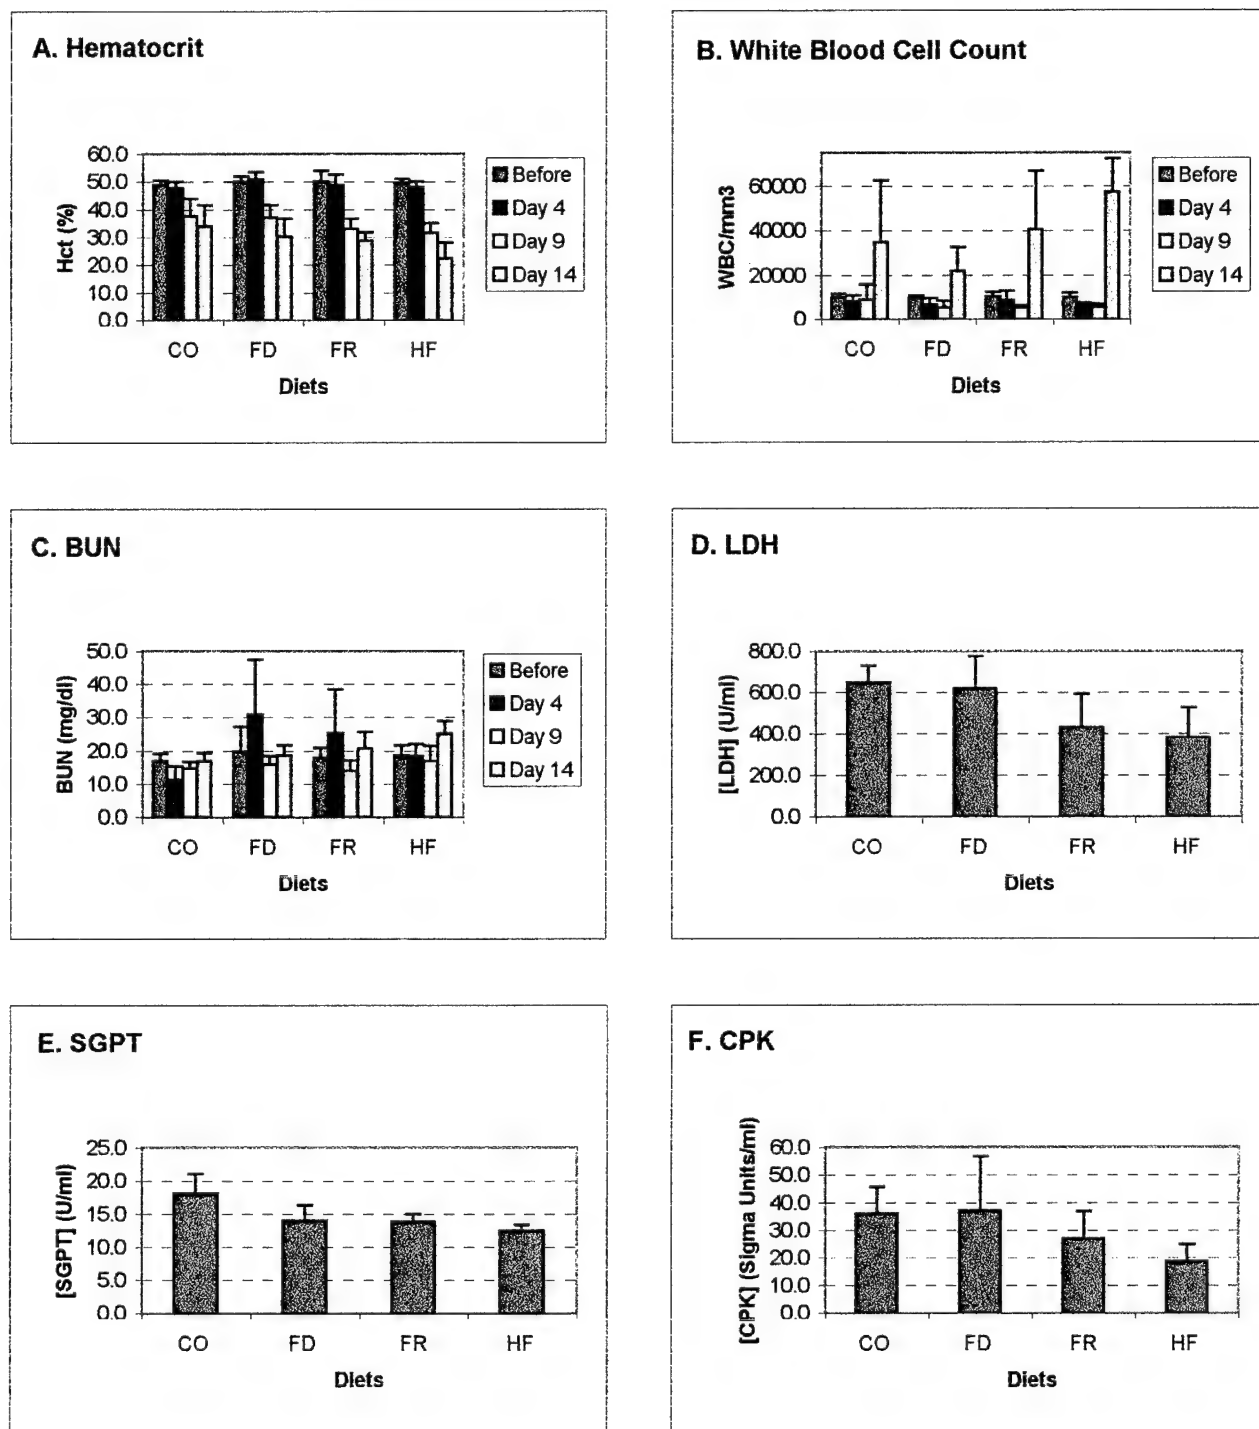 A. Hematocrit
Hct (%)
60.0
50.0
40.0
30.0
20.0
10.0
0.0
CO FD FR HF
Diets
Before
Day 4
Day 9
Day 14
B. White Blood Cell Count
WBC/mm3
60000
40000
20000
0
CO FD FR HF
Diets
Before
Day 4
Day 9
Day 14
C. BUN
BUN (mg/dl)
50.0
40.0
30.0
20.0
10.0
0.0
CO FD FR HF
Diets
Before
Day 4
Day 9
Day 14
D. LDH
[LDH] (U/ml)
800.0
600.0
400.0
200.0
0.0
CO FD FR HF
Diets
E. SGPT
[SGPT] (U/ml)
25.0
20.0
15.0
10.0
5.0
0.0
CO FD FR HF
Diets
F. CPK
[CPK] (Sigma Units/ml)
60.0
50.0
40.0
30.0
20.0
10.0
0.0
CO FD FR HF
Diets